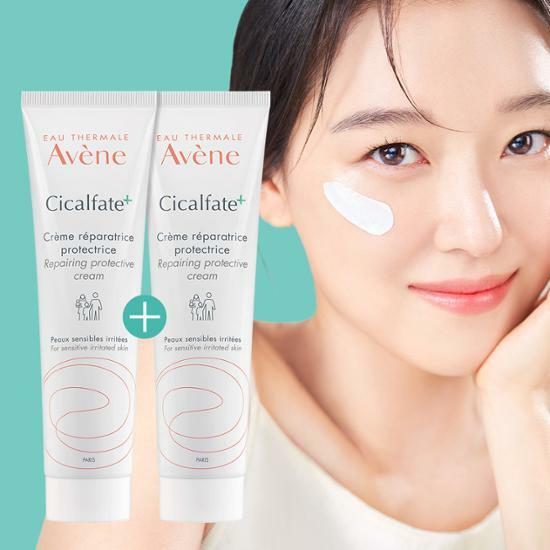 EAU THERMALE
Avène
Cicalfate+
Crème réparatrice
protectrice
Repairing protective
cream
Peaux sensibles irritées
For sensitive irritated skin
PARIS
+
EAU THERMALE
Avène
Cicalfate+
Crème réparatrice
protectrice
Repairing protective
cream
Peaux sensibles irritées
For sensitive irritated skin
PARIS